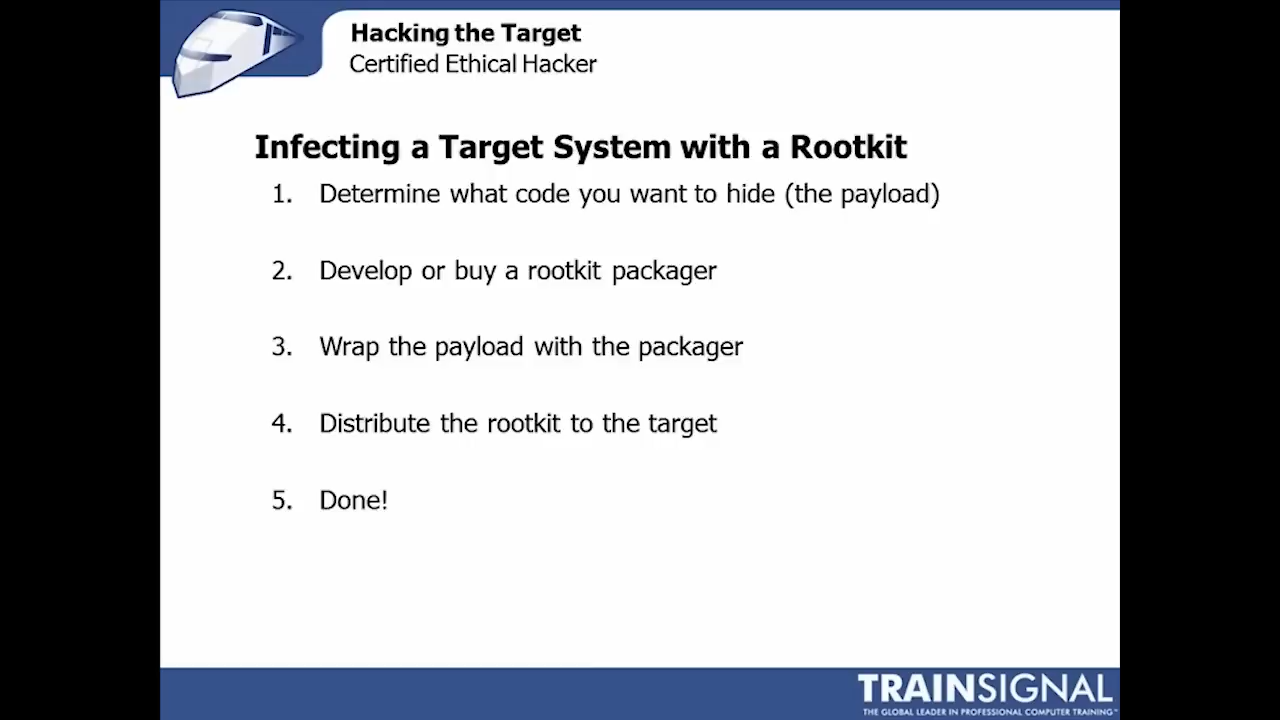 Hacking the Target
Certified Ethical Hacker
Infecting a Target System with a Rootkit
1. Determine what code you want to hide (the payload)
2. Develop or buy a rootkit packager
3. Wrap the payload with the packager
4. Distribute the rootkit to the target
5. Done!
TRAINSIGNAL
THE GLOBAL LEADER IN PROFESSIONAL COMPUTER TRAINING